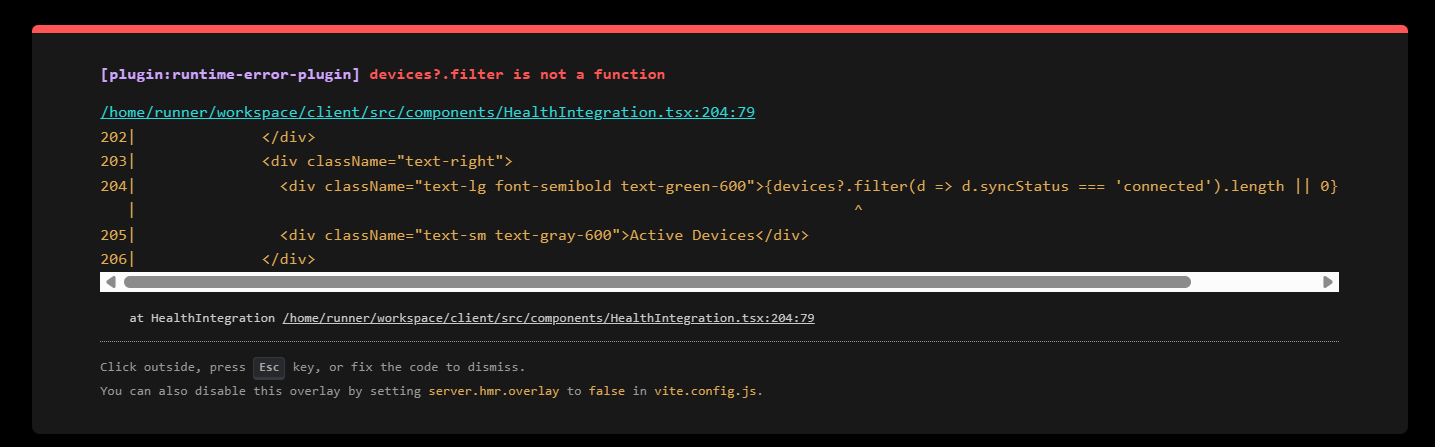 [plugin:runtime-error-plugin] devices?.filter is not a function
/home/runner/workspace/client/src/components/HealthIntegration.tsx:204:79
202|              </div>
203|              <div className="text-right">
204|                <div className="text-lg font-semibold text-green-600">{devices?.filter(d => d.syncStatus === 'connected').length || 0}
   |                                                                                ^
205|                <div className="text-sm text-gray-600">Active Devices</div>
206|              </div>
at HealthIntegration /home/runner/workspace/client/src/components/HealthIntegration.tsx:204:79
Click outside, press Esc key, or fix the code to dismiss.
You can also disable this overlay by setting server.hmr.overlay to false in vite.config.js.